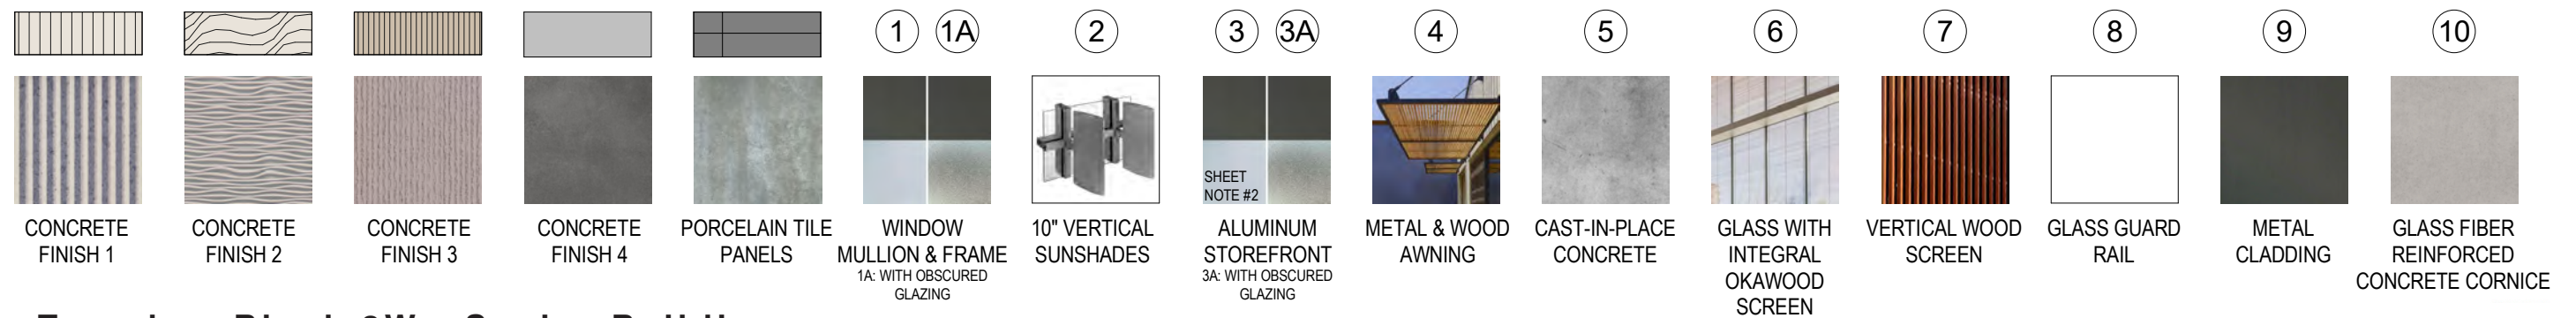 1 1A 2 3 3A 4 5 6 7 8 9 10
SHEET
NOTE #2
CONCRETE
FINISH 1
CONCRETE
FINISH 2
CONCRETE
FINISH 3
CONCRETE
FINISH 4
PORCELAIN TILE
PANELS
WINDOW
MULLION & FRAME
1A: WITH OBSCURED
GLAZING
10" VERTICAL
SUNSHADES
ALUMINUM
STOREFRONT
3A: WITH OBSCURED
GLAZING
METAL & WOOD
AWNING
CAST-IN-PLACE
CONCRETE
GLASS WITH
INTEGRAL
OKAWOOD
SCREEN
VERTICAL WOOD
SCREEN
GLASS GUARD
RAIL
METAL
CLADDING
GLASS FIBER
REINFORCED
CONCRETE CORNICE